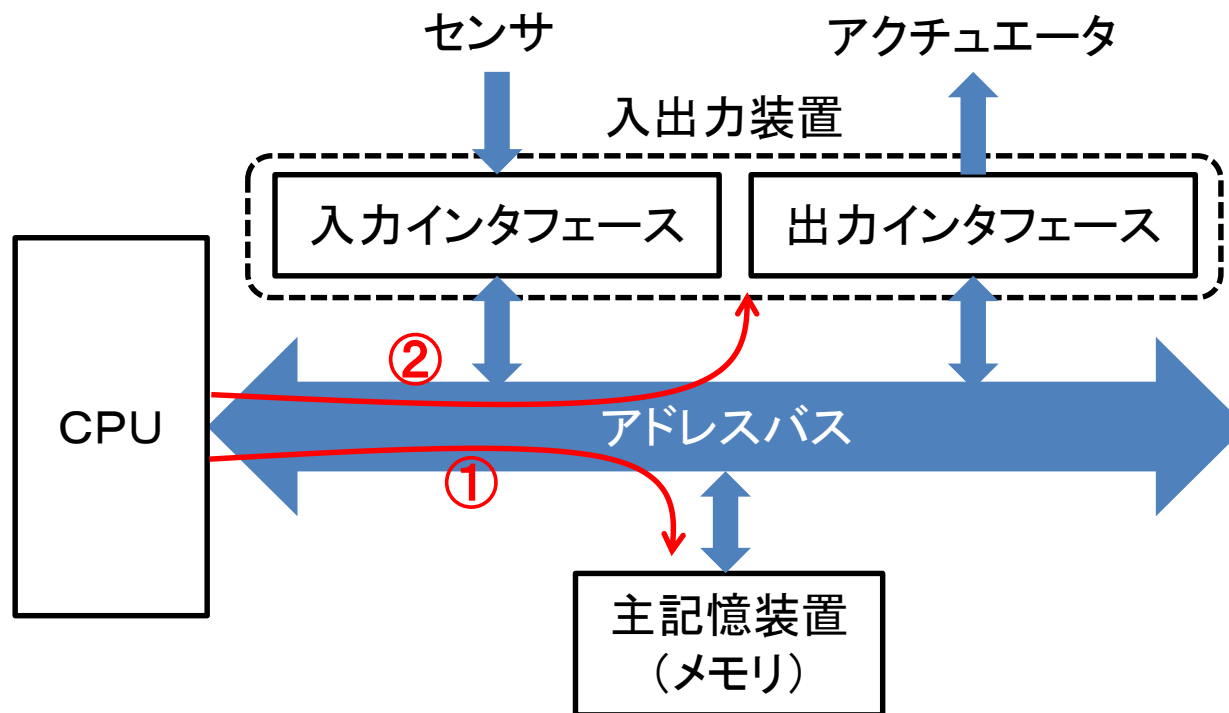 センサ
アクチュエータ
入出力装置
入力インタフェース
出力インタフェース
②
CPU
アドレスバス
①
主記憶装置
(メモリ)